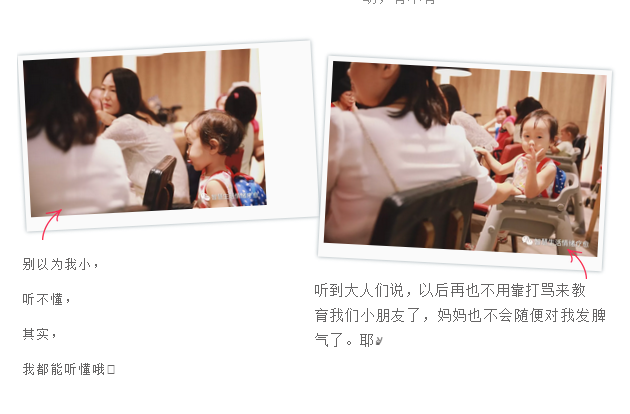 别以为我小，
听不懂，
其实，
我都能听懂哦
听到大人们说，以后再也不用靠打骂来教
育我们小朋友了，妈妈也不会随便对我发脾
气了。耶✌